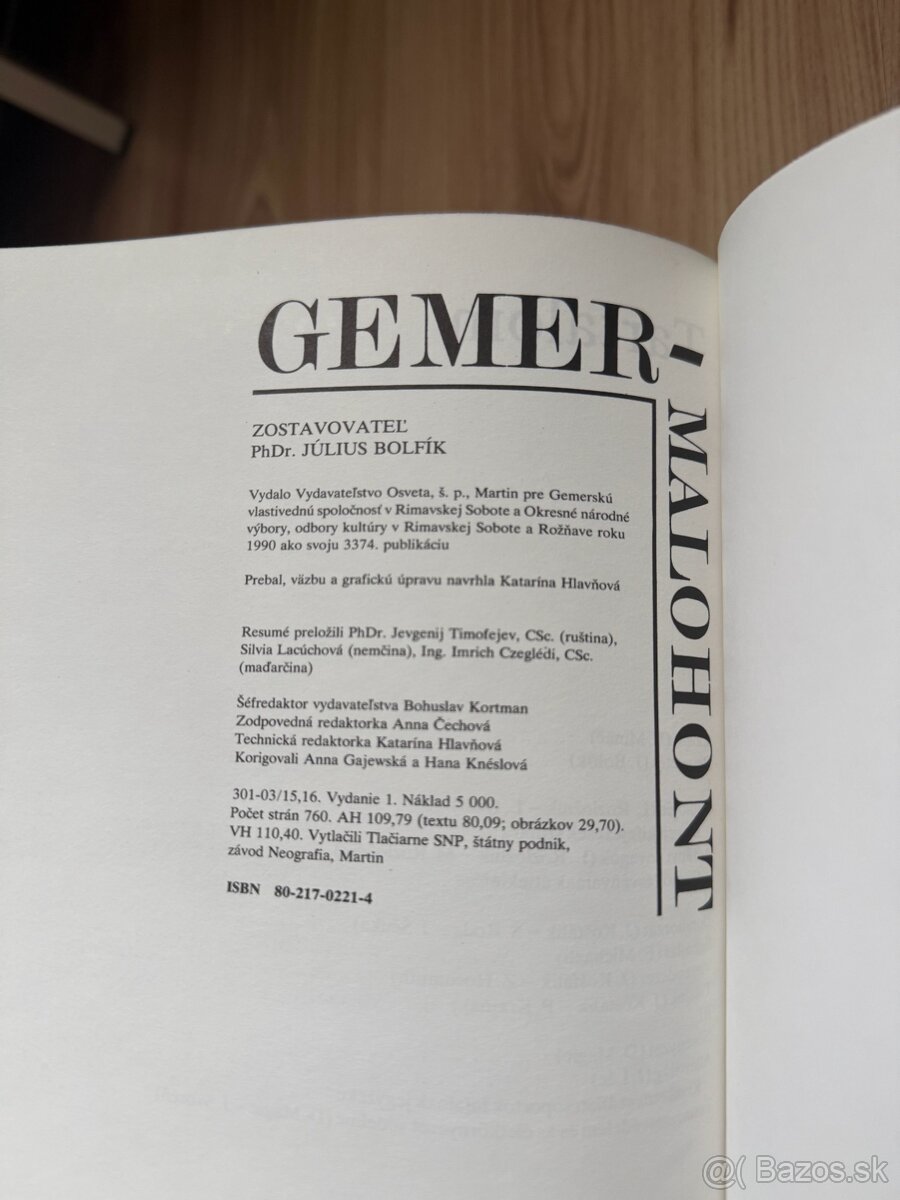 GEMER-
MALOHONT
ZOSTAVOVATEĽ
PhDr. JÚLIUS BOLFÍK
Vydalo Vydavateľstvo Osveta, š. p., Martin pre Gemerskú
vlastivednú spoločnosť v Rimavskej Sobote a Okresné národné
výbory, odbory kultúry v Rimavskej Sobote a Rožňave roku
1990 ako svoju 3374. publikáciu
Prebal, väzbu a grafickú úpravu navrhla Katarína Hlavňová
Resumé preložili PhDr. Jevgenij Timofejev, CSc. (ruština),
Silvia Lacúchová (nemčina), Ing. Imrich Czeglédi, CSc.
(maďarčina)
Šéfredaktor vydavateľstva Bohuslav Kortman
Zodpovedná redaktorka Anna Čechová
Technická redaktorka Katarína Hlavňová
Korigovali Anna Gajewská a Hana Knéslová
301-03/15,16. Vydanie 1. Náklad 5 000.
Počet strán 760. AH 109,79 (textu 80,09; obrázkov 29,70).
VH 110,40. Vytlačili Tlačiarne SNP, štátny podnik,
závod Neografia, Martin
ISBN 80-217-0221-4
@( Bazos.sk